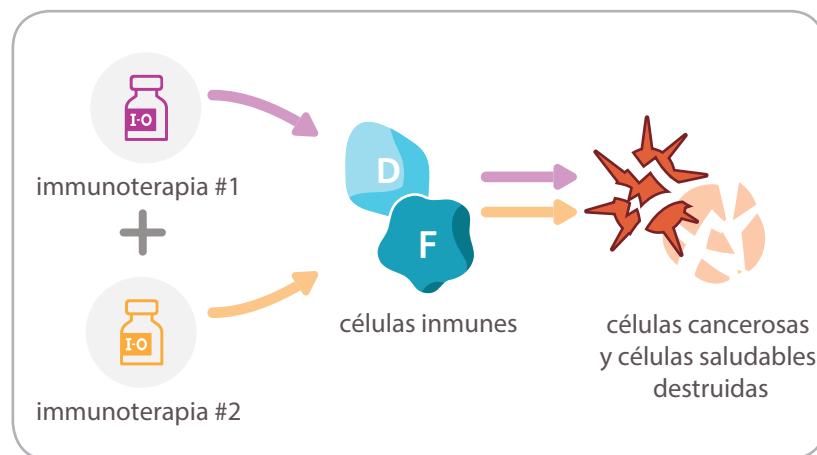 I-O
immunoterapia #1
+
I-O
immunoterapia #2
D
F
células inmunes
células cancerosas
y células saludables
destruidas